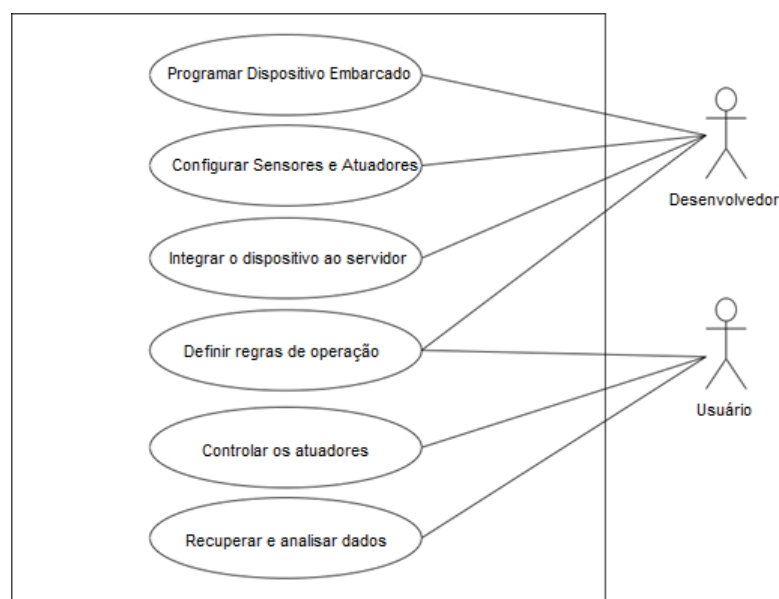 Programar Dispositivo Embarcado
Configurar Sensores e Atuadores
Desenvolvedor
Integrar o dispositivo ao servidor
Definir regras de operação
Usuário
Controlar os atuadores
Recuperar e analisar dados